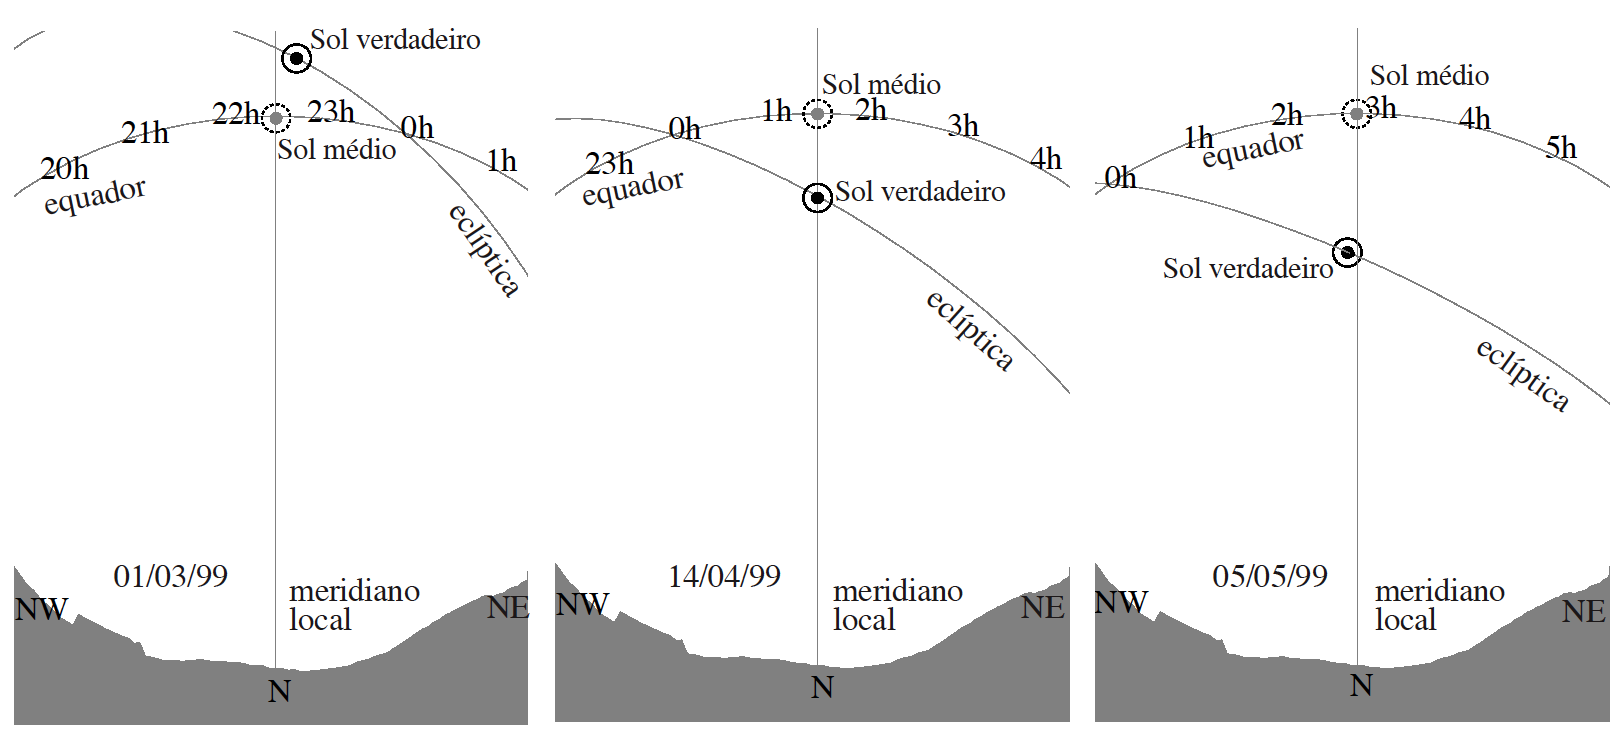 Sol verdadeiro
22h
23h
21h
0h
Sol médio
1h
20h
equador
eclíptica
01/03/99
meridiano
local
NW
NE
N
Sol médio
1h
2h
0h
3h
23h
4h
equador
Sol verdadeiro
eclíptica
14/04/99
meridiano
local
NW
NE
N
Sol médio
2h
3h
4h
1h
equador
5h
0h
Sol verdadeiro
eclíptica
05/05/99
meridiano
local
NW
NE
N